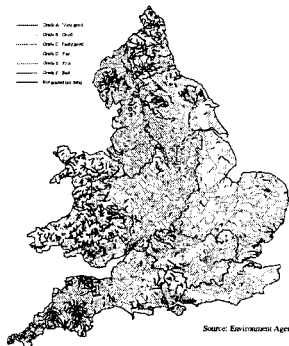 Grade A Very good
Grade B Good
Grade C Fairly good
Grade D Fair
Grade E Poor
Grade F Bad
Source: Environment Agen